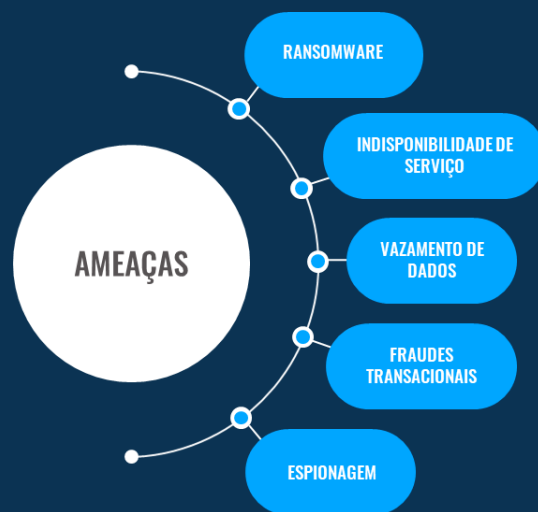 RANSOMWARE
INDISPONIBILIDADE DE
SERVIÇO
AMEAÇAS
VAZAMENTO DE
DADOS
FRAUDES
TRANSACIONAIS
ESPIONAGEM